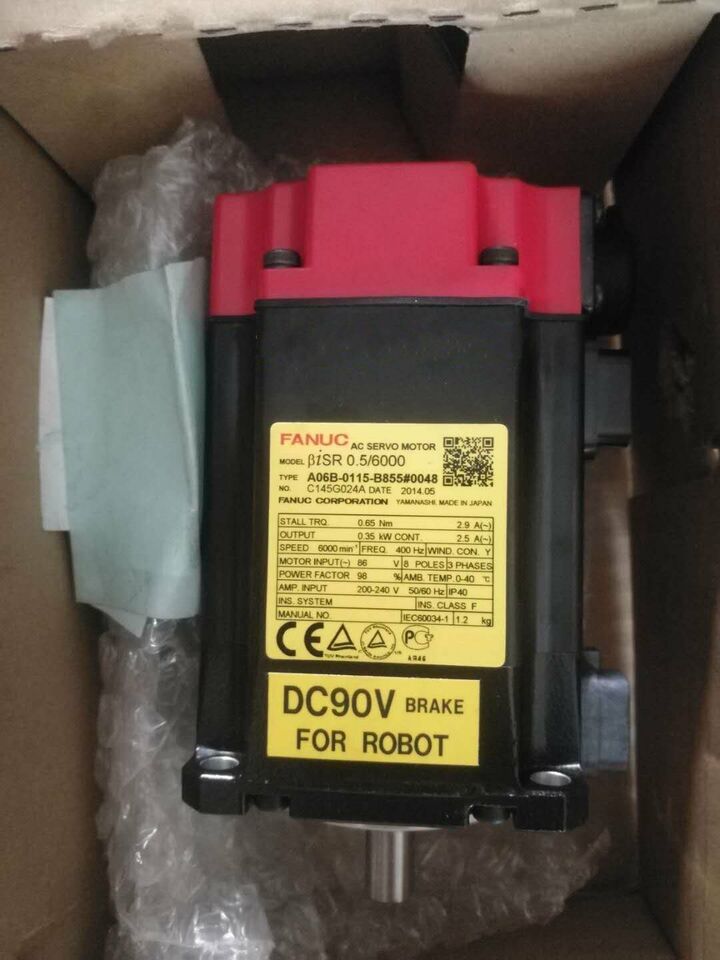 FANUC AC SERVO MOTOR
MODEL βiSR 0.5/6000
TYPE A06B-0115-B855#0048
NO. C145G024A DATE 2014.05
FANUC CORPORATION YAMANASHI, MADE IN JAPAN
STALL TRQ. 0.65 Nm 2.9 A(~)
OUTPUT 0.35 kW CONT. 2.5 A(~)
SPEED 6000 min⁻¹ FREQ. 400 Hz WIND. CON. Y
MOTOR INPUT(~) 86 V 8 POLES 3 PHASES
POWER FACTOR 98 % AMB. TEMP. 0-40 ℃
AMP. INPUT 200-240 V 50/60 Hz IP40
INS. SYSTEM INS. CLASS F
MANUAL NO. IEC60034-1 1.2 kg
CE
TÜV Rheinland
AЯ46
DC90V BRAKE
FOR ROBOT